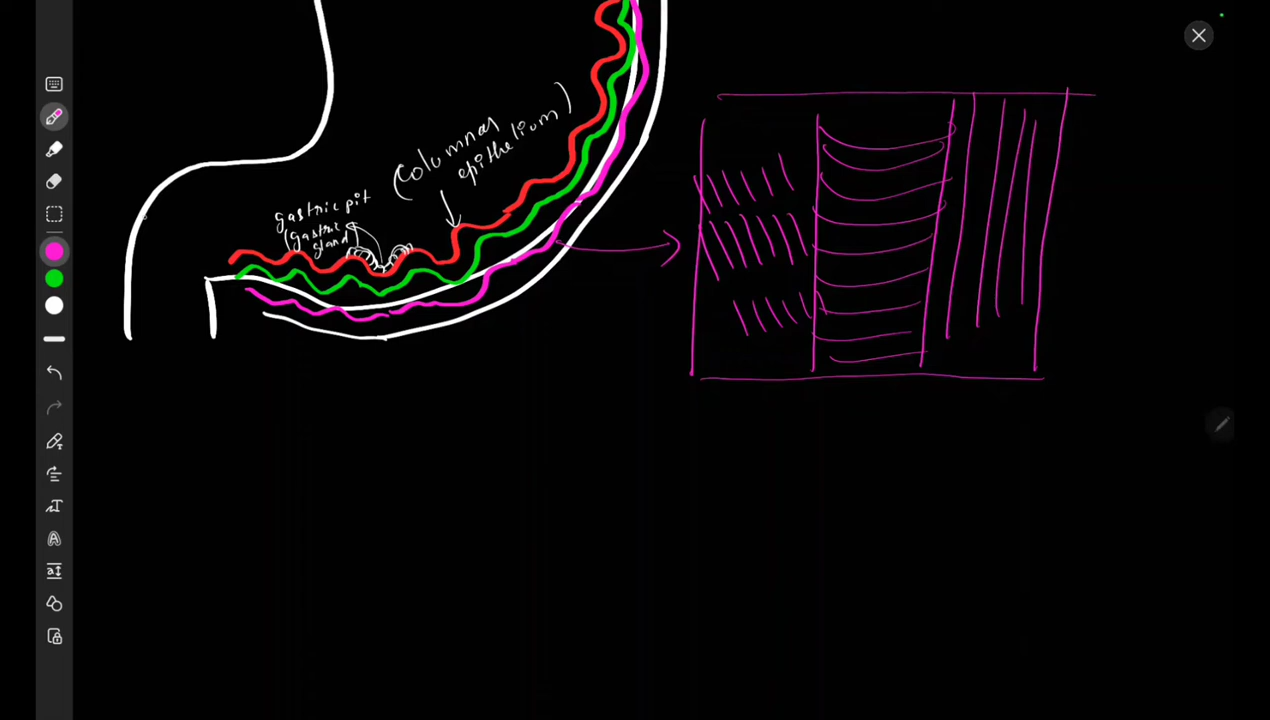 (columnar
epithelium)
gastric pit
(gastric
gland)